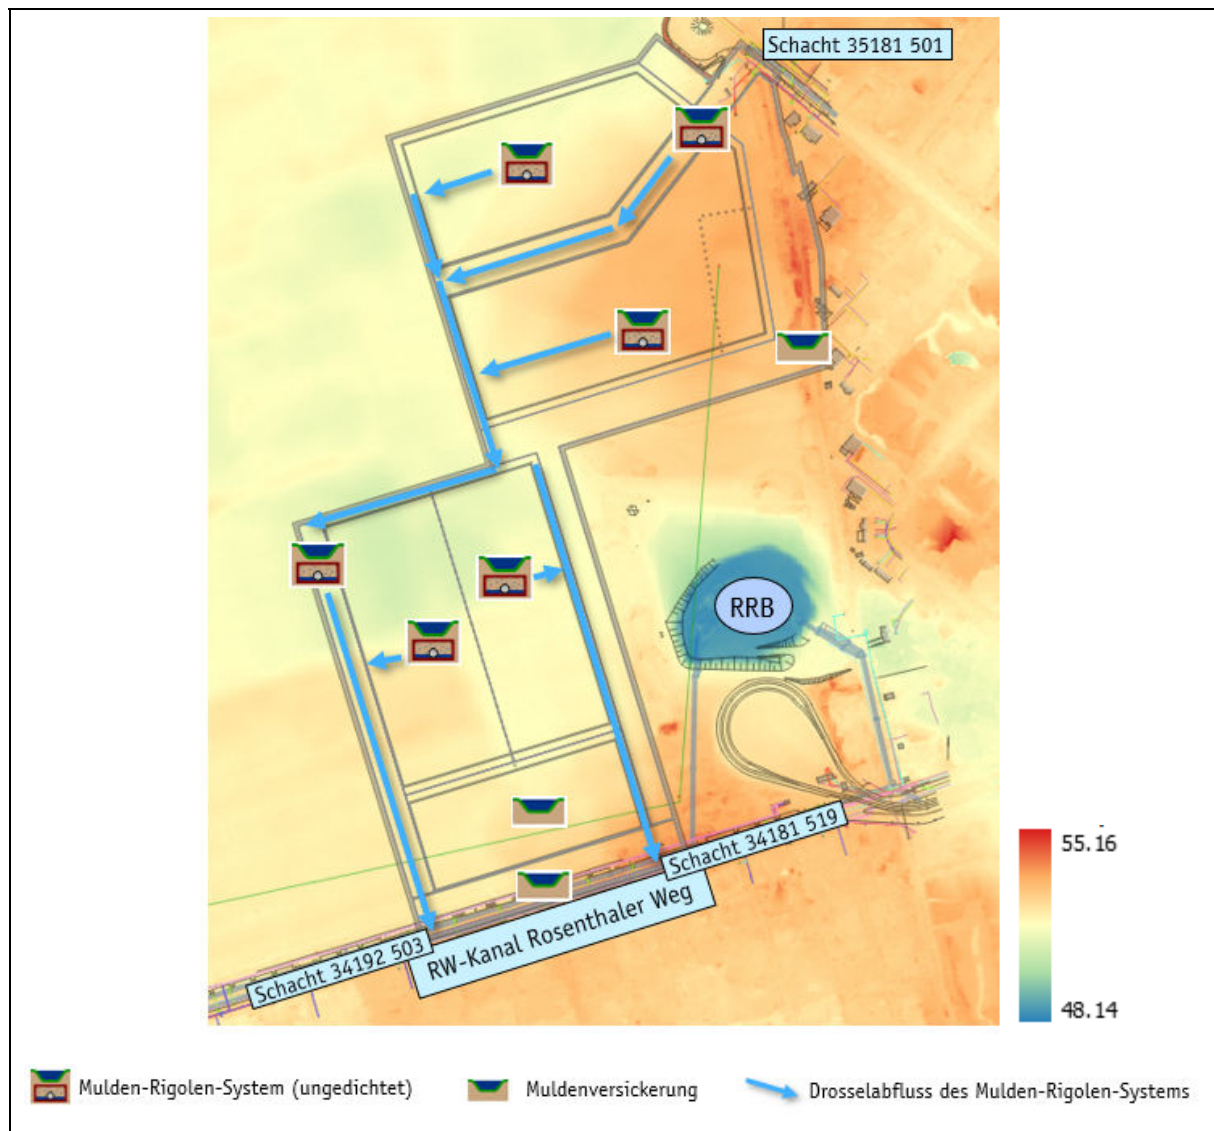 Schacht 35181 501
RRB
Schacht 34181 519
RW-Kanal Rosenthaler Weg
Schacht 34192 503
55.16
48.14
Mulden-Rigolen-System (ungedichtet)
Muldenversickerung
Drosselabfluss des Mulden-Rigolen-Systems